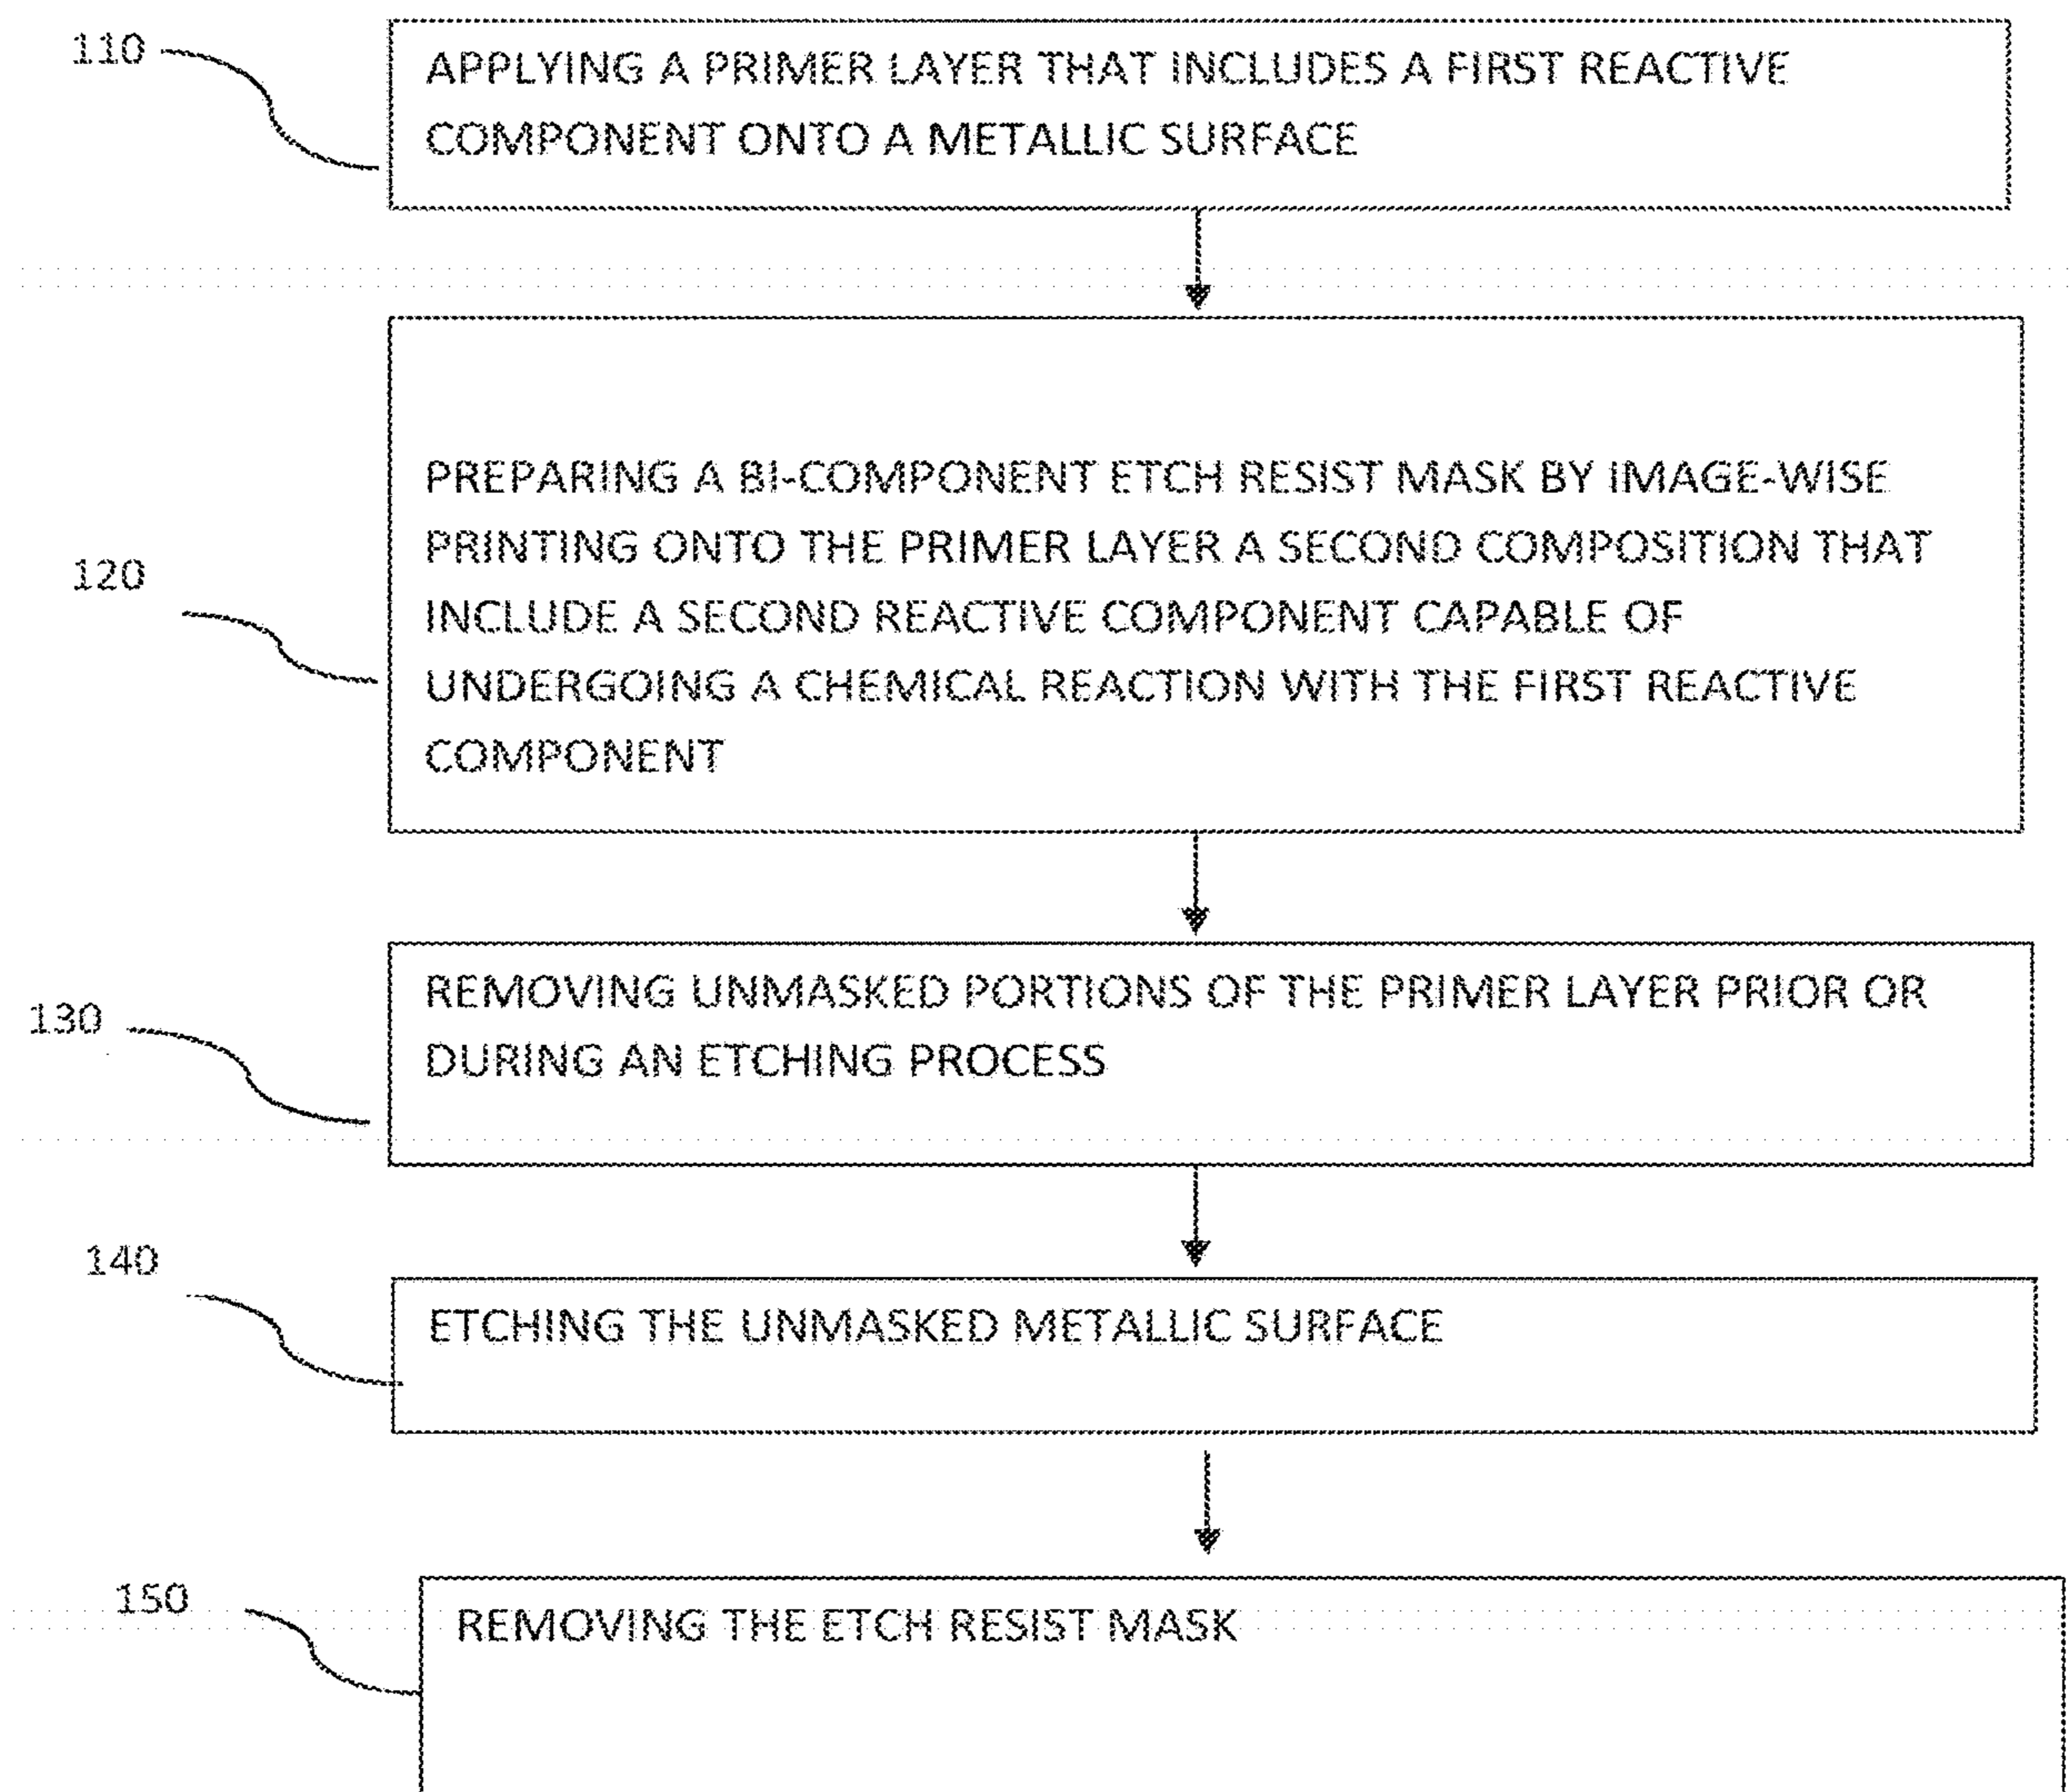 110
APPLYING A PRIMER LAYER THAT INCLUDES A FIRST REACTIVE
COMPONENT ONTO A METALLIC SURFACE
PREPARING A BI-COMPONENT ETCH RESIST MASK BY IMAGE-WISE
PRINTING ONTO THE PRIMER LAYER A SECOND COMPOSITION THAT
120
INCLUDE A SECOND REACTIVE COMPONENT CAPABLE OF
UNDERGOING A CHEMICAL REACTION WITH THE FIRST REACTIVE
COMPONENT
130
REMOVING UNMASKED PORTIONS OF THE PRIMER LAYER PRIOR OR
DURING AN ETCHING PROCESS
140
ETCHING THE UNMASKED METALLIC SURFACE
150
REMOVING THE ETCH RESIST MASK